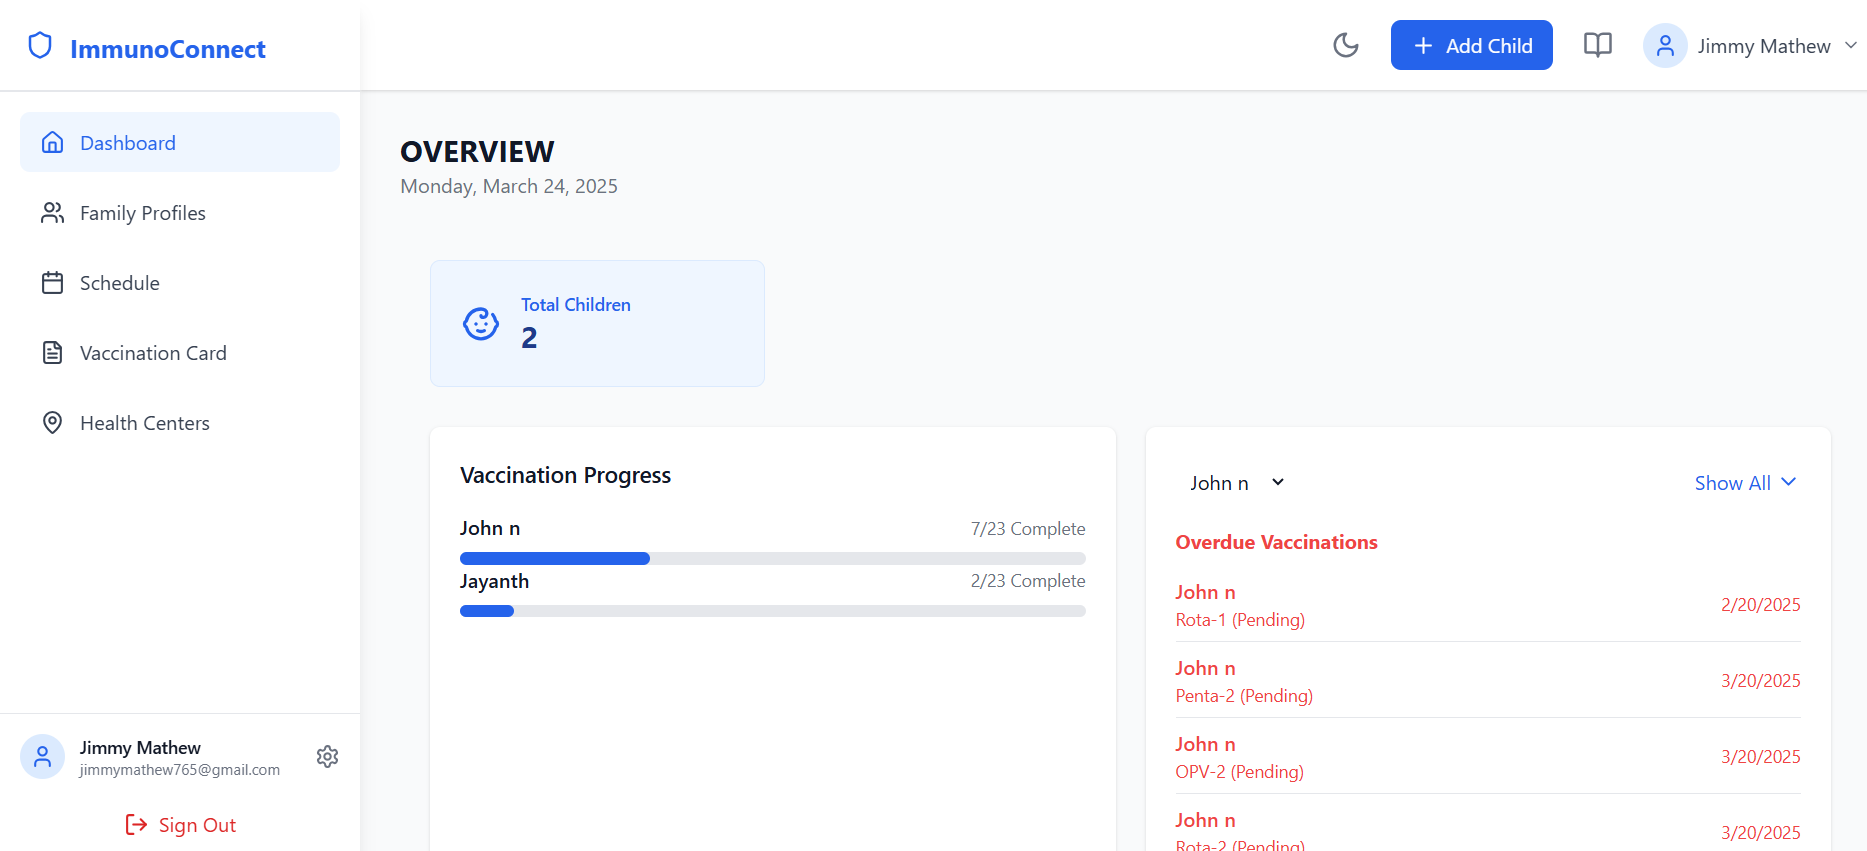 ImmunoConnect
Add Child
Jimmy Mathew
Dashboard
Family Profiles
Schedule
Vaccination Card
Health Centers
Jimmy Mathew
jimmymathew765@gmail.com
Sign Out
OVERVIEW
Monday, March 24, 2025
Total Children
2
Vaccination Progress
John n 7/23 Complete
Jayanth 2/23 Complete
John n Show All
Overdue Vaccinations
John n
Rota-1 (Pending) 2/20/2025
John n
Penta-2 (Pending) 3/20/2025
John n
OPV-2 (Pending) 3/20/2025
John n
Rota-2 (Pending) 3/20/2025